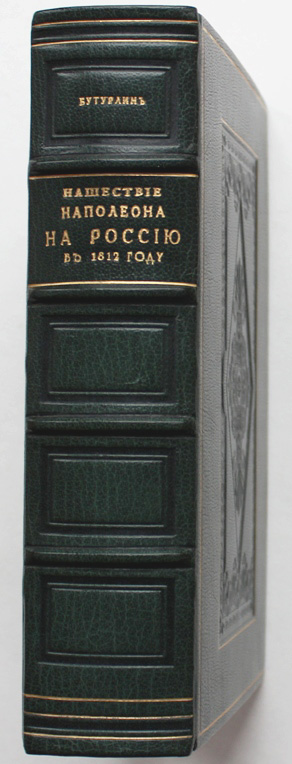 БУТУРЛИНЪ
НАШЕСТВІЕ
НАПОЛЕОНА
НА РОССІЮ
ВЪ 1812 ГОДУ